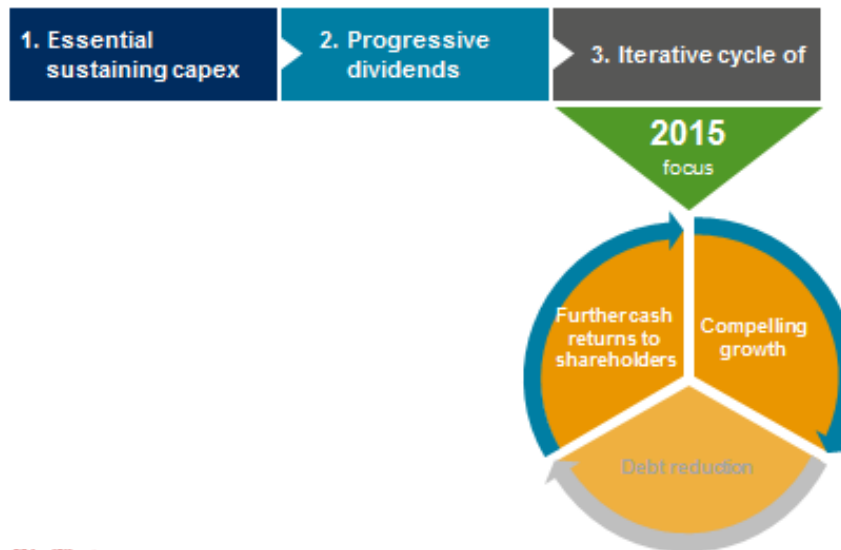 1. Essential
sustaining capex
2. Progressive
dividends
3. Iterative cycle of
2015
focus
Further cash
returns to
shareholders
Compelling
growth
Debt reduction